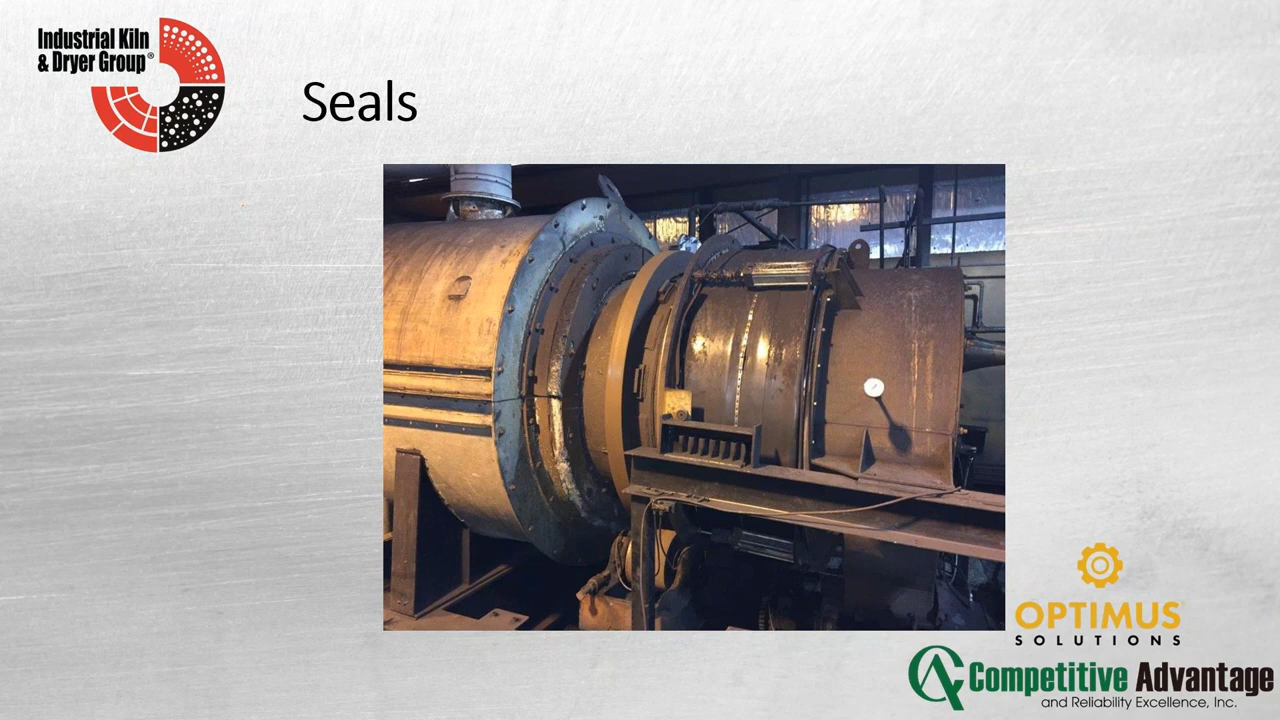 Industrial Kiln
& Dryer Group®
Seals
OPTIMUS
SOLUTIONS
Competitive Advantage
and Reliability Excellence, Inc.